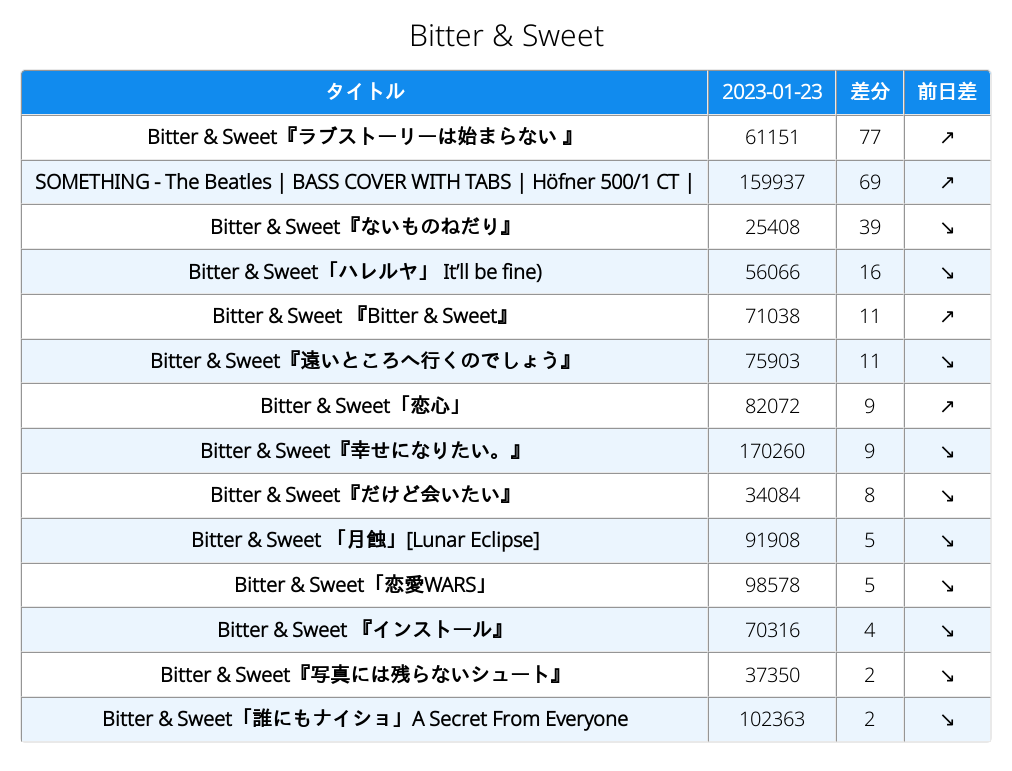 Bitter & Sweet
タイトル 2023-01-23 差分 前日差
Bitter & Sweet『ラブストーリーは始まらない 』 61151 77 ↗
SOMETHING - The Beatles | BASS COVER WITH TABS | Höfner 500/1 CT | 159937 69 ↗
Bitter & Sweet『ないものねだり』 25408 39 ↘
Bitter & Sweet「ハレルヤ」 It’ll be fine) 56066 16 ↘
Bitter & Sweet 『Bitter & Sweet』 71038 11 ↗
Bitter & Sweet『遠いところへ行くのでしょう』 75903 11 ↘
Bitter & Sweet「恋心」 82072 9 ↗
Bitter & Sweet『幸せになりたい。』 170260 9 ↘
Bitter & Sweet『だけど会いたい』 34084 8 ↘
Bitter & Sweet 「月蝕」[Lunar Eclipse] 91908 5 ↘
Bitter & Sweet「恋愛WARS」 98578 5 ↘
Bitter & Sweet 『インストール』 70316 4 ↘
Bitter & Sweet『写真には残らないシュート』 37350 2 ↘
Bitter & Sweet「誰にもナイショ」A Secret From Everyone 102363 2 ↘